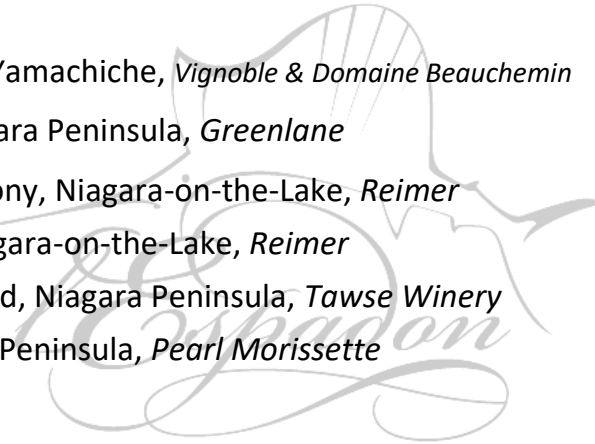 Yamachiche, Vignoble & Domaine Beauchemin
ara Peninsula, Greenlane
ony, Niagara-on-the-Lake, Reimer
gara-on-the-Lake, Reimer
d, Niagara Peninsula, Tawse Winery
Peninsula, Pearl Morissette
Espadon